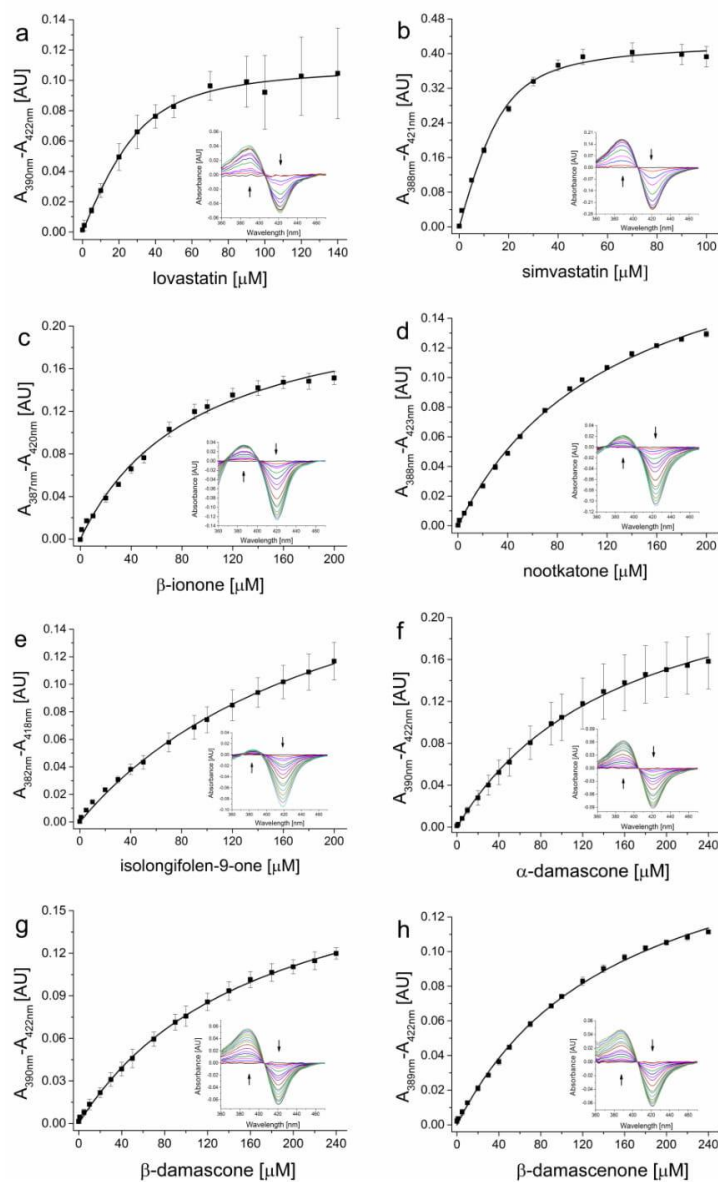 a
0.14
0.12
0.10
0.08
0.06
0.04
0.02
0.00
A390nm-A422nm [AU]
0 20 40 60 80 100 120 140
lovastatin [μM]
Absorbance [AU]
Wavelength [nm]
b
0.48
0.40
0.32
0.24
0.16
0.08
0.00
A388nm-A421nm [AU]
0 20 40 60 80 100
simvastatin [μM]
Absorbance [AU]
Wavelength [nm]
c
0.20
0.16
0.12
0.08
0.04
0.00
A387nm-A420nm [AU]
0 40 80 120 160 200
β-ionone [μM]
Absorbance [AU]
Wavelength [nm]
d
0.14
0.12
0.10
0.08
0.06
0.04
0.02
0.00
A388nm-A423nm [AU]
0 40 80 120 160 200
nootkatone [μM]
Absorbance [AU]
Wavelength [nm]
e
0.14
0.12
0.10
0.08
0.06
0.04
0.02
0.00
A382nm-A418nm [AU]
0 40 80 120 160 200
isolongifolen-9-one [μM]
Absorbance [AU]
Wavelength [nm]
f
0.20
0.16
0.12
0.08
0.04
0.00
A390nm-A422nm [AU]
0 40 80 120 160 200 240
α-damascone [μM]
Absorbance [AU]
Wavelength [nm]
g
0.15
0.12
0.09
0.06
0.03
0.00
A390nm-A422nm [AU]
0 40 80 120 160 200 240
β-damascone [μM]
Absorbance [AU]
Wavelength [nm]
h
0.12
0.10
0.08
0.06
0.04
0.02
0.00
A389nm-A422nm [AU]
0 40 80 120 160 200 240
β-damascenone [μM]
Absorbance [AU]
Wavelength [nm]